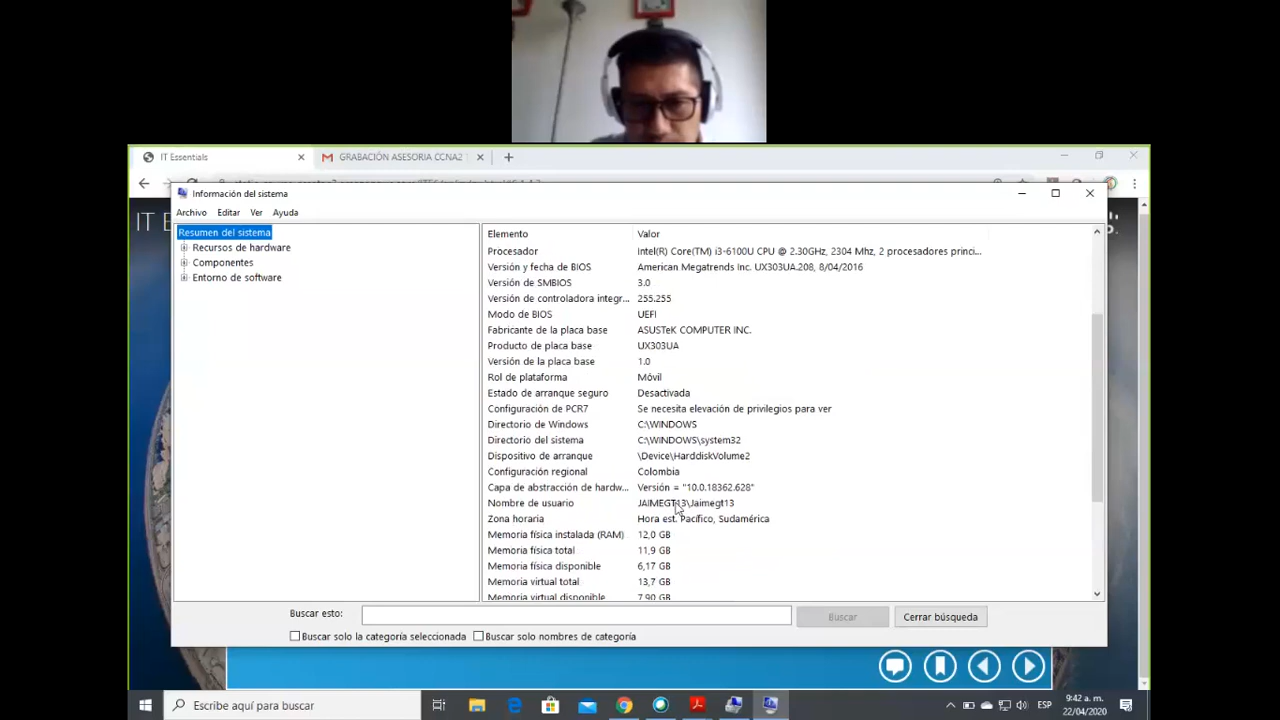 IT Essentials
GRABACIÓN ASESORIA CCNA2
IT E
Información del sistema
Archivo Editar Ver Ayuda
Resumen del sistema
Recursos de hardware
Componentes
Entorno de software
Elemento Valor
Procesador Intel(R) Core(TM) i3-6100U CPU @ 2.30GHz, 2304 Mhz, 2 procesadores princi...
Versión y fecha de BIOS American Megatrends Inc. UX303UA.208, 8/04/2016
Versión de SMBIOS 3.0
Versión de controladora integr... 255.255
Modo de BIOS UEFI
Fabricante de la placa base ASUSTeK COMPUTER INC.
Producto de placa base UX303UA
Versión de la placa base 1.0
Rol de plataforma Móvil
Estado de arranque seguro Desactivada
Configuración de PCR7 Se necesita elevación de privilegios para ver
Directorio de Windows C:\WINDOWS
Directorio del sistema C:\WINDOWS\system32
Dispositivo de arranque \Device\HarddiskVolume2
Configuración regional Colombia
Capa de abstracción de hardw... Versión = "10.0.18362.628"
Nombre de usuario JAIMEGT13\Jaimegt13
Zona horaria Hora est. Pacífico, Sudamérica
Memoria física instalada (RAM) 12,0 GB
Memoria física total 11,9 GB
Memoria física disponible 6,17 GB
Memoria virtual total 13,7 GB
Memoria virtual disponible 7,90 GB
Buscar esto: Buscar Cerrar búsqueda
Buscar solo la categoría seleccionada Buscar solo nombres de categoría
Escribe aquí para buscar
ESP
9:42 a. m.
22/04/2020